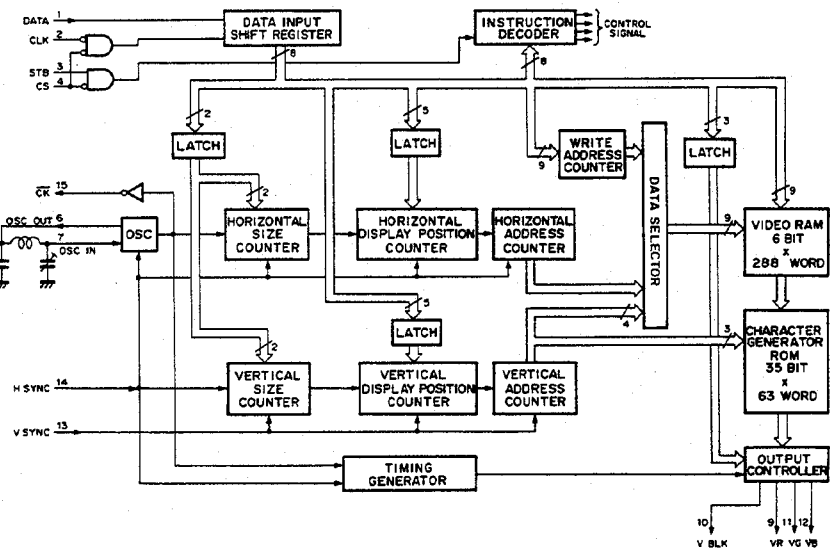 DATA 1
DATA INPUT
SHIFT REGISTER
INSTRUCTION
DECODER
CONTROL
SIGNAL
CLK 2
STB 3
CS 4
8
8
2
5
3
LATCH
LATCH
LATCH
9
WRITE
ADDRESS
COUNTER
DATA SELECTOR
9
CK 15
2
OSC OUT 6
7
OSC IN
OSC
HORIZONTAL
SIZE
COUNTER
HORIZONTAL
DISPLAY POSITION
COUNTER
HORIZONTAL
ADDRESS
COUNTER
9
VIDEO RAM
6 BIT
x
288 WORD
5
4
LATCH
2
3
CHARACTER
GENERATOR
ROM
35 BIT
x
63 WORD
H SYNC 14
VERTICAL
SIZE
COUNTER
VERTICAL
DISPLAY POSITION
COUNTER
VERTICAL
ADDRESS
COUNTER
V SYNC 13
TIMING
GENERATOR
OUTPUT
CONTROLLER
10 9 11 12
V BLK VR VG VB